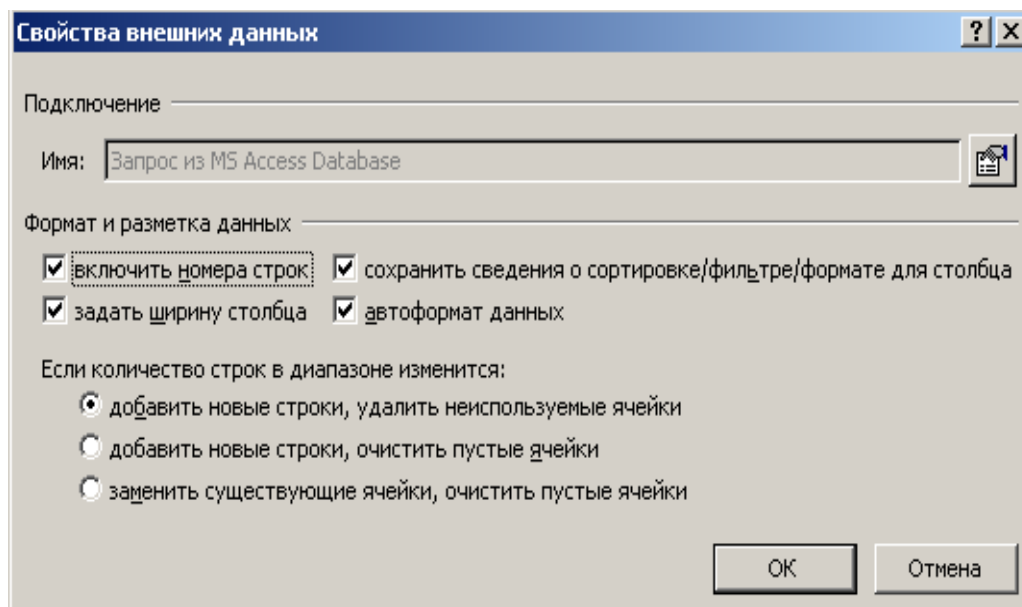 Свойства внешних данных
Подключение
Имя: Запрос из MS Access Database
Формат и разметка данных
включить номера строк сохранить сведения о сортировке/фильтре/формате для столбца
задать ширину столбца автоформат данных
Если количество строк в диапазоне изменится:
добавить новые строки, удалить неиспользуемые ячейки
добавить новые строки, очистить пустые ячейки
заменить существующие ячейки, очистить пустые ячейки
ОК Отмена